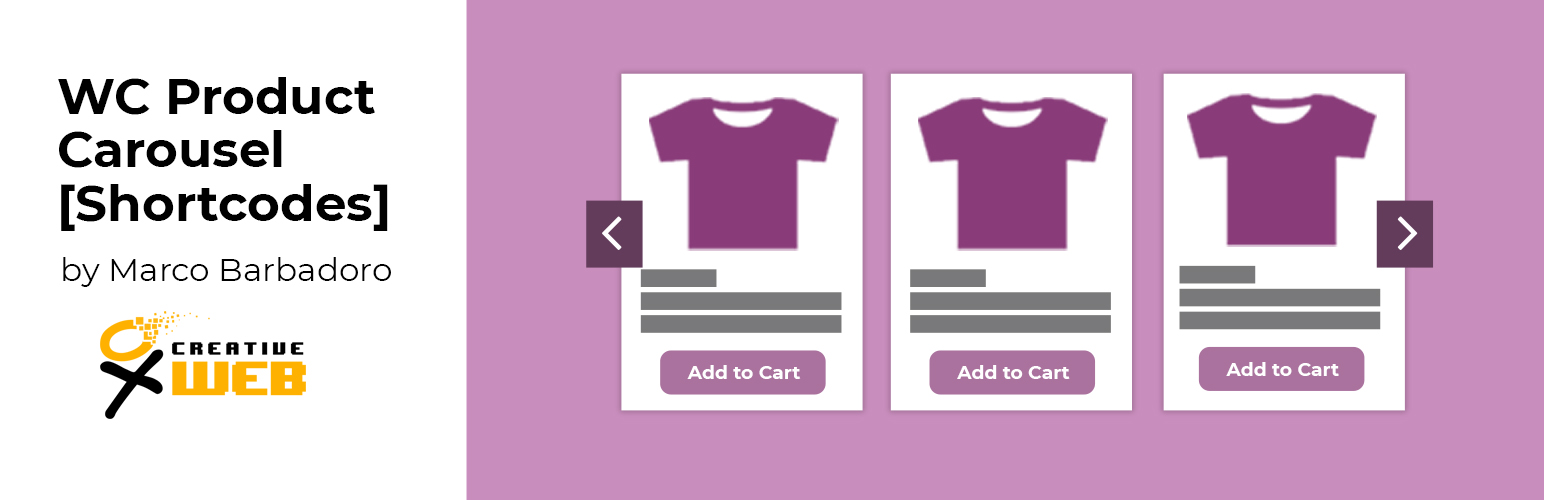 WC Product
Carousel
[Shortcodes]
by Marco Barbadoro
CREATIVE
WEB
Add to Cart
Add to Cart
Add to Cart